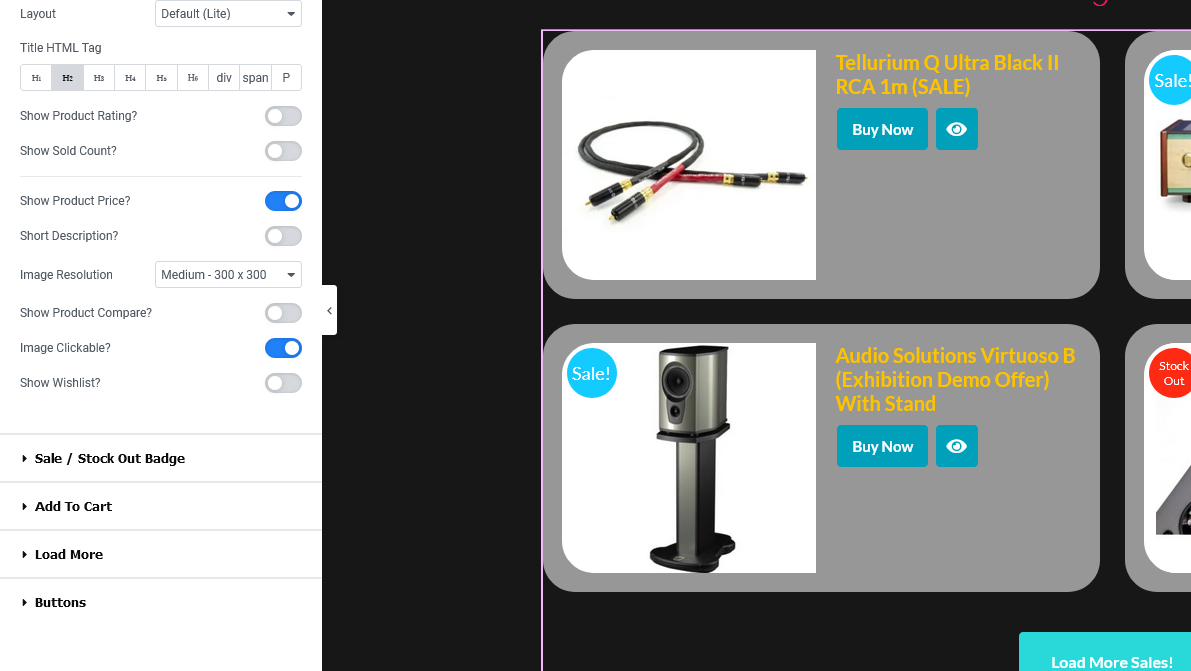 Layout
Default (Lite)
Title HTML Tag
H1 H2 H3 H4 H5 H6 div span P
Show Product Rating?
Show Sold Count?
Show Product Price?
Short Description?
Image Resolution
Medium - 300 x 300
Show Product Compare?
Image Clickable?
Show Wishlist?
Sale / Stock Out Badge
Add To Cart
Load More
Buttons
Tellurium Q Ultra Black II
RCA 1m (SALE)
Buy Now
Sale!
Sale!
Audio Solutions Virtuoso B
(Exhibition Demo Offer)
With Stand
Buy Now
Stock
Out
Load More Sales!